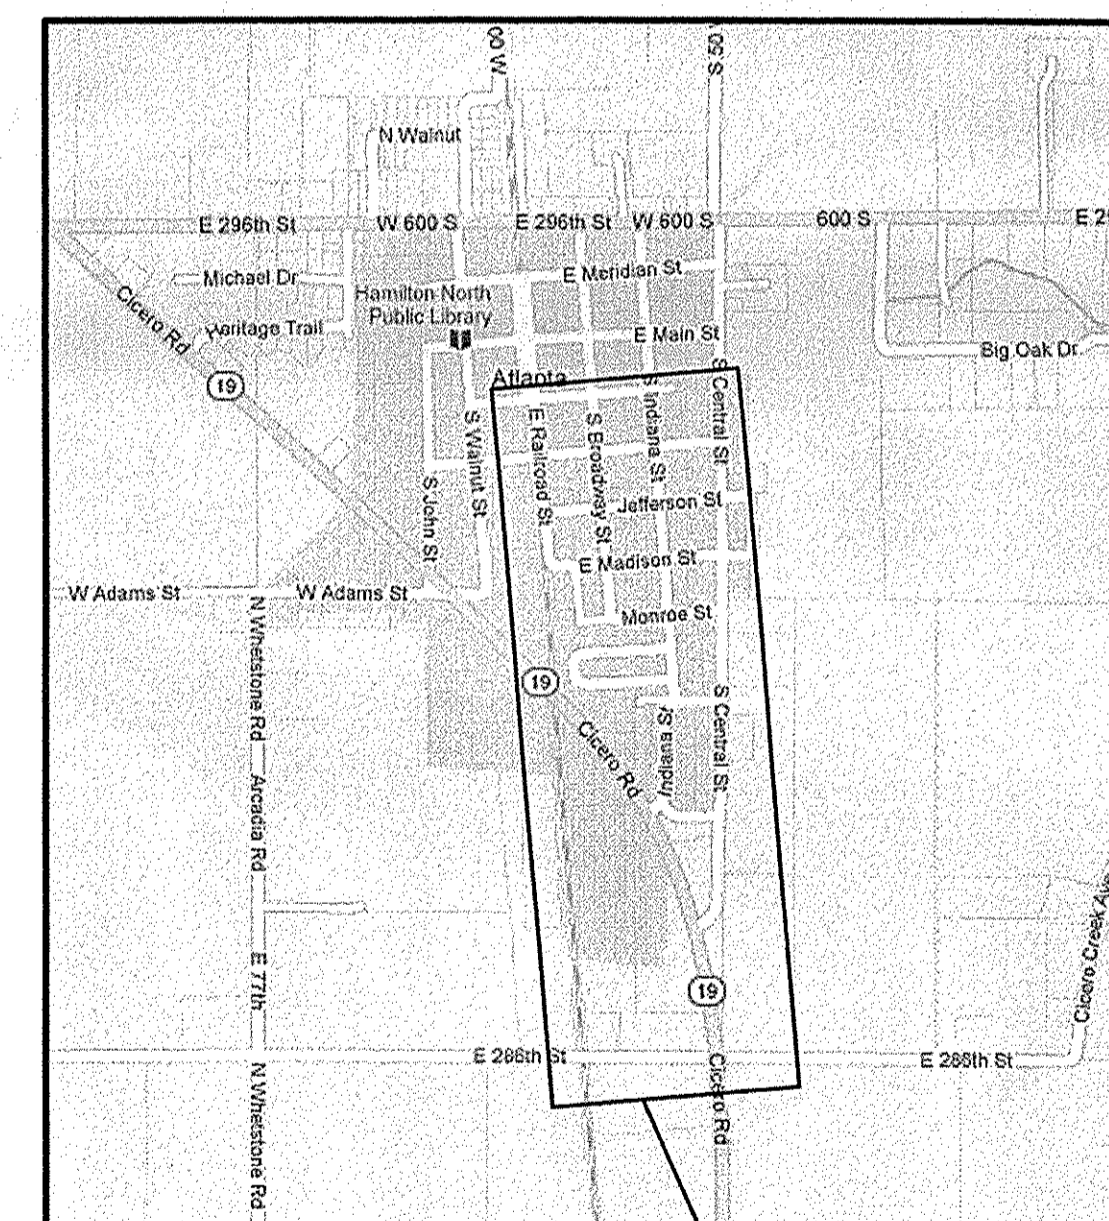 00 W
50 S
N Walnut
E 296th St
W 600 S
E 296th St
W 600 S
600 S
E 2
Michael Dr
E Meridian St
Hamilton North
Public Library
Cicero Rd
Heritage Trail
E Main St
Big Oak Dr
19
Atlanta
S Central St
S Indiana St
S Walnut St
E Railroad St
S Broadway St
S John St
Jefferson St
E Madison St
W Adams St
W Adams St
Monroe St
N Whetstone Rd
19
S Indiana
S Central St
Cicero Rd
Arcadia Rd
E 77th
19
Cicero Creek Ave
E 286th St
E 286th St
Cicero Rd
N Whetstone Rd